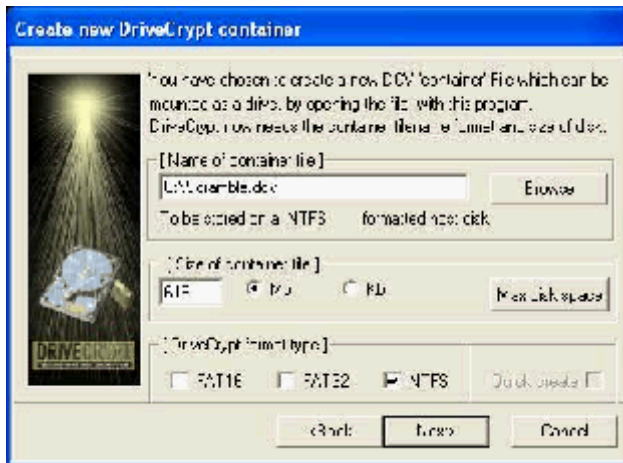 Create new DriveCrypt container
You have chosen to create a new DCV 'container' File which can be
mounted as a drive, by opening the file, with this program.
DriveCrypt now needs the container filename format and size of disk.
[ Name of container file ]
Browse
To be stored on a NTFS formatted host disk
[ Size of container file ]
Mb
Kb
Max disk space
DRIVECRYPT
[ DriveCrypt format type ]
FAT16
FAT32
NTFS
Quick create
<Back
Next>
Cancel